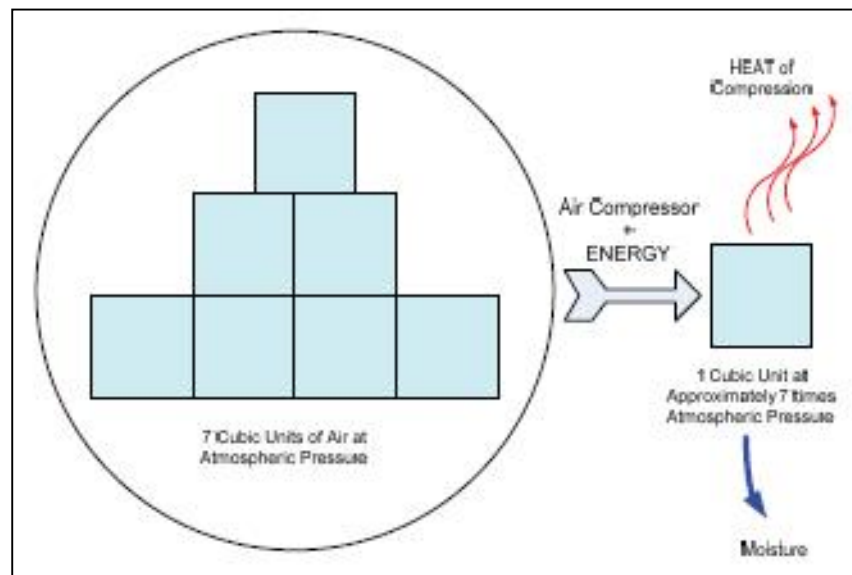 HEAT of
Compression
Air Compressor
+
ENERGY
7 Cubic Units of Air at
Atmospheric Pressure
1 Cubic Unit at
Approximately 7 times
Atmospheric Pressure
Moisture